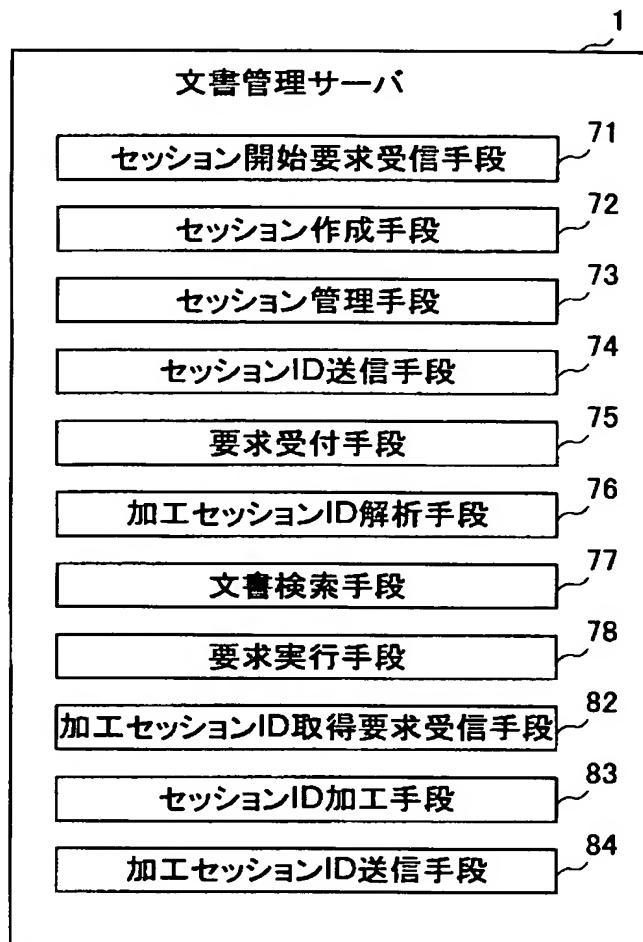 1
文書管理サーバ
セッション開始要求受信手段 71
セッション作成手段 72
セッション管理手段 73
セッションID送信手段 74
要求受付手段 75
加工セッションID解析手段 76
文書検索手段 77
要求実行手段 78
加工セッションID取得要求受信手段 82
セッションID加工手段 83
加工セッションID送信手段 84